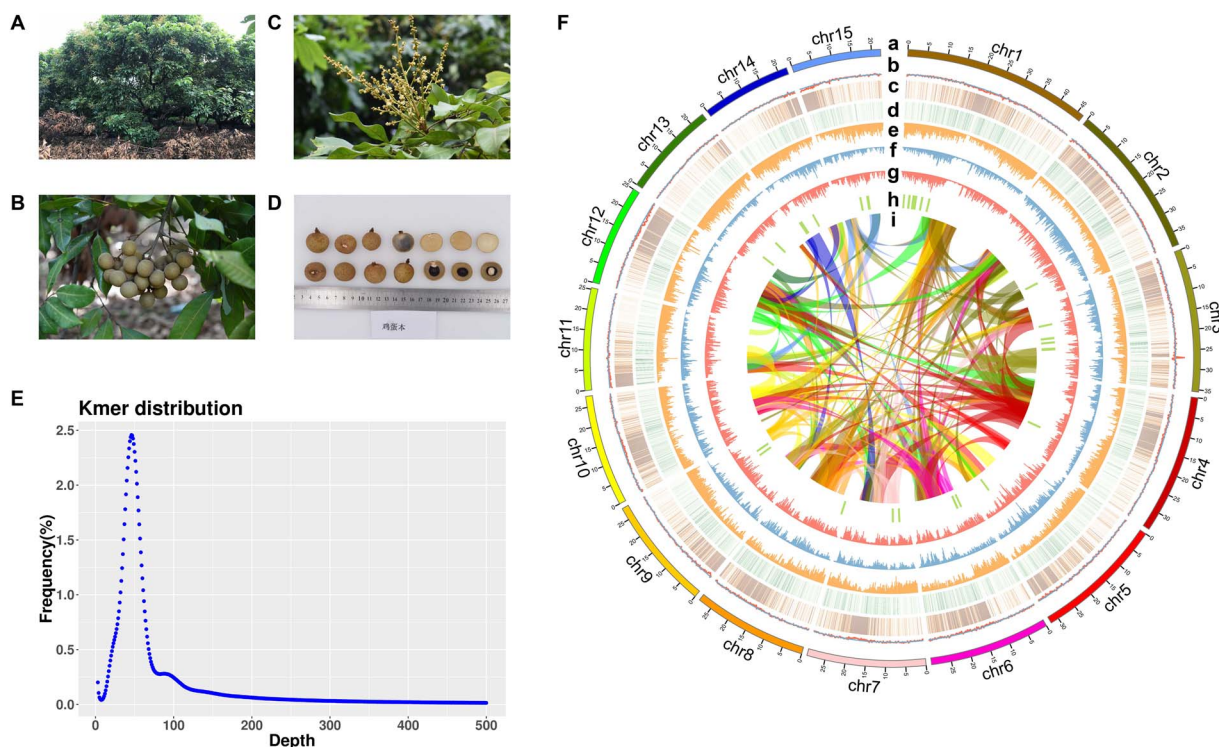 A
B
C
D
鸡蛋本
E
Kmer distribution
Frequency(%)
2.5
2.0
1.5
1.0
0.5
0.0
0
100
200
300
400
500
Depth
F
a
b
c
d
e
f
g
h
i
chr1
chr2
chr3
chr4
chr5
chr6
chr7
chr8
chr9
chr10
chr11
chr12
chr13
chr14
chr15